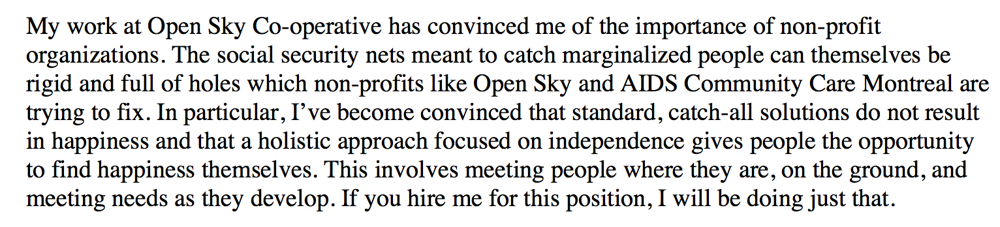 My work at Open Sky Co-operative has convinced me of the importance of non-profit
organizations. The social security nets meant to catch marginalized people can themselves be
rigid and full of holes which non-profits like Open Sky and AIDS Community Care Montreal are
trying to fix. In particular, I’ve become convinced that standard, catch-all solutions do not result
in happiness and that a holistic approach focused on independence gives people the opportunity
to find happiness themselves. This involves meeting people where they are, on the ground, and
meeting needs as they develop. If you hire me for this position, I will be doing just that.